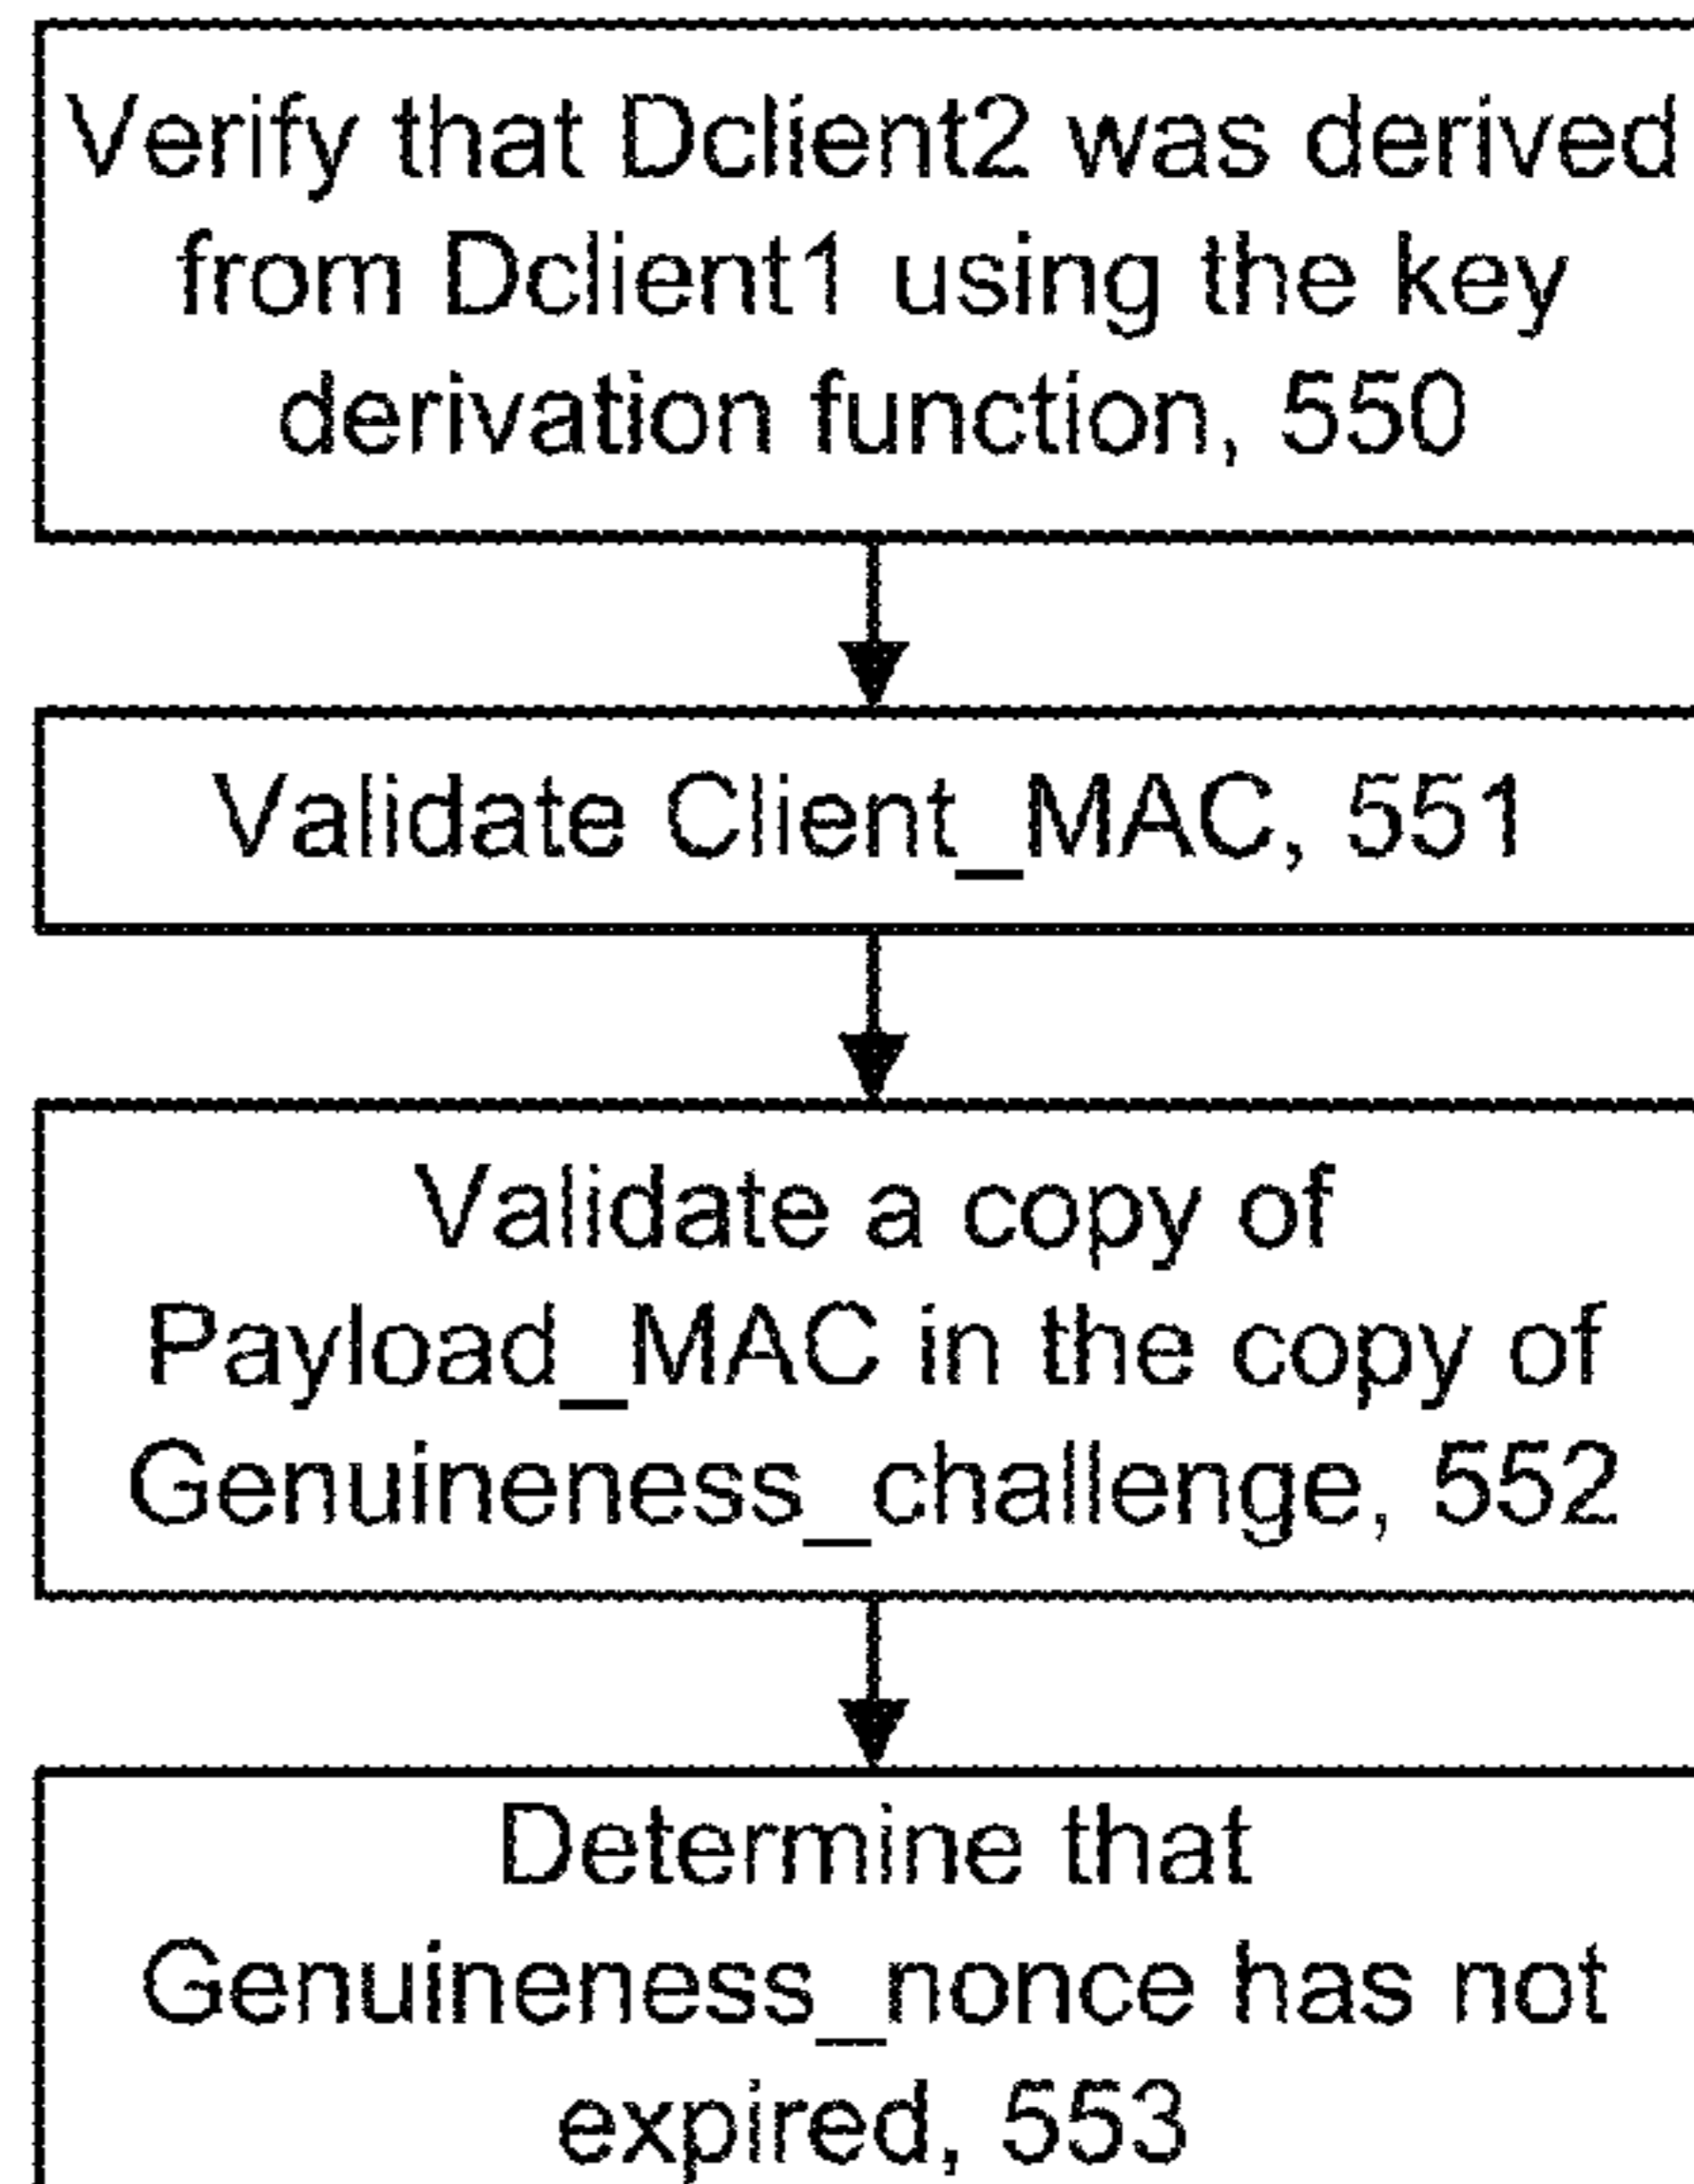 Verify that Dclient2 was derived
from Dclient1 using the key
derivation function, 550
Validate Client_MAC, 551
Validate a copy of
Payload_MAC in the copy of
Genuineness_challenge, 552
Determine that
Genuineness_nonce has not
expired, 553